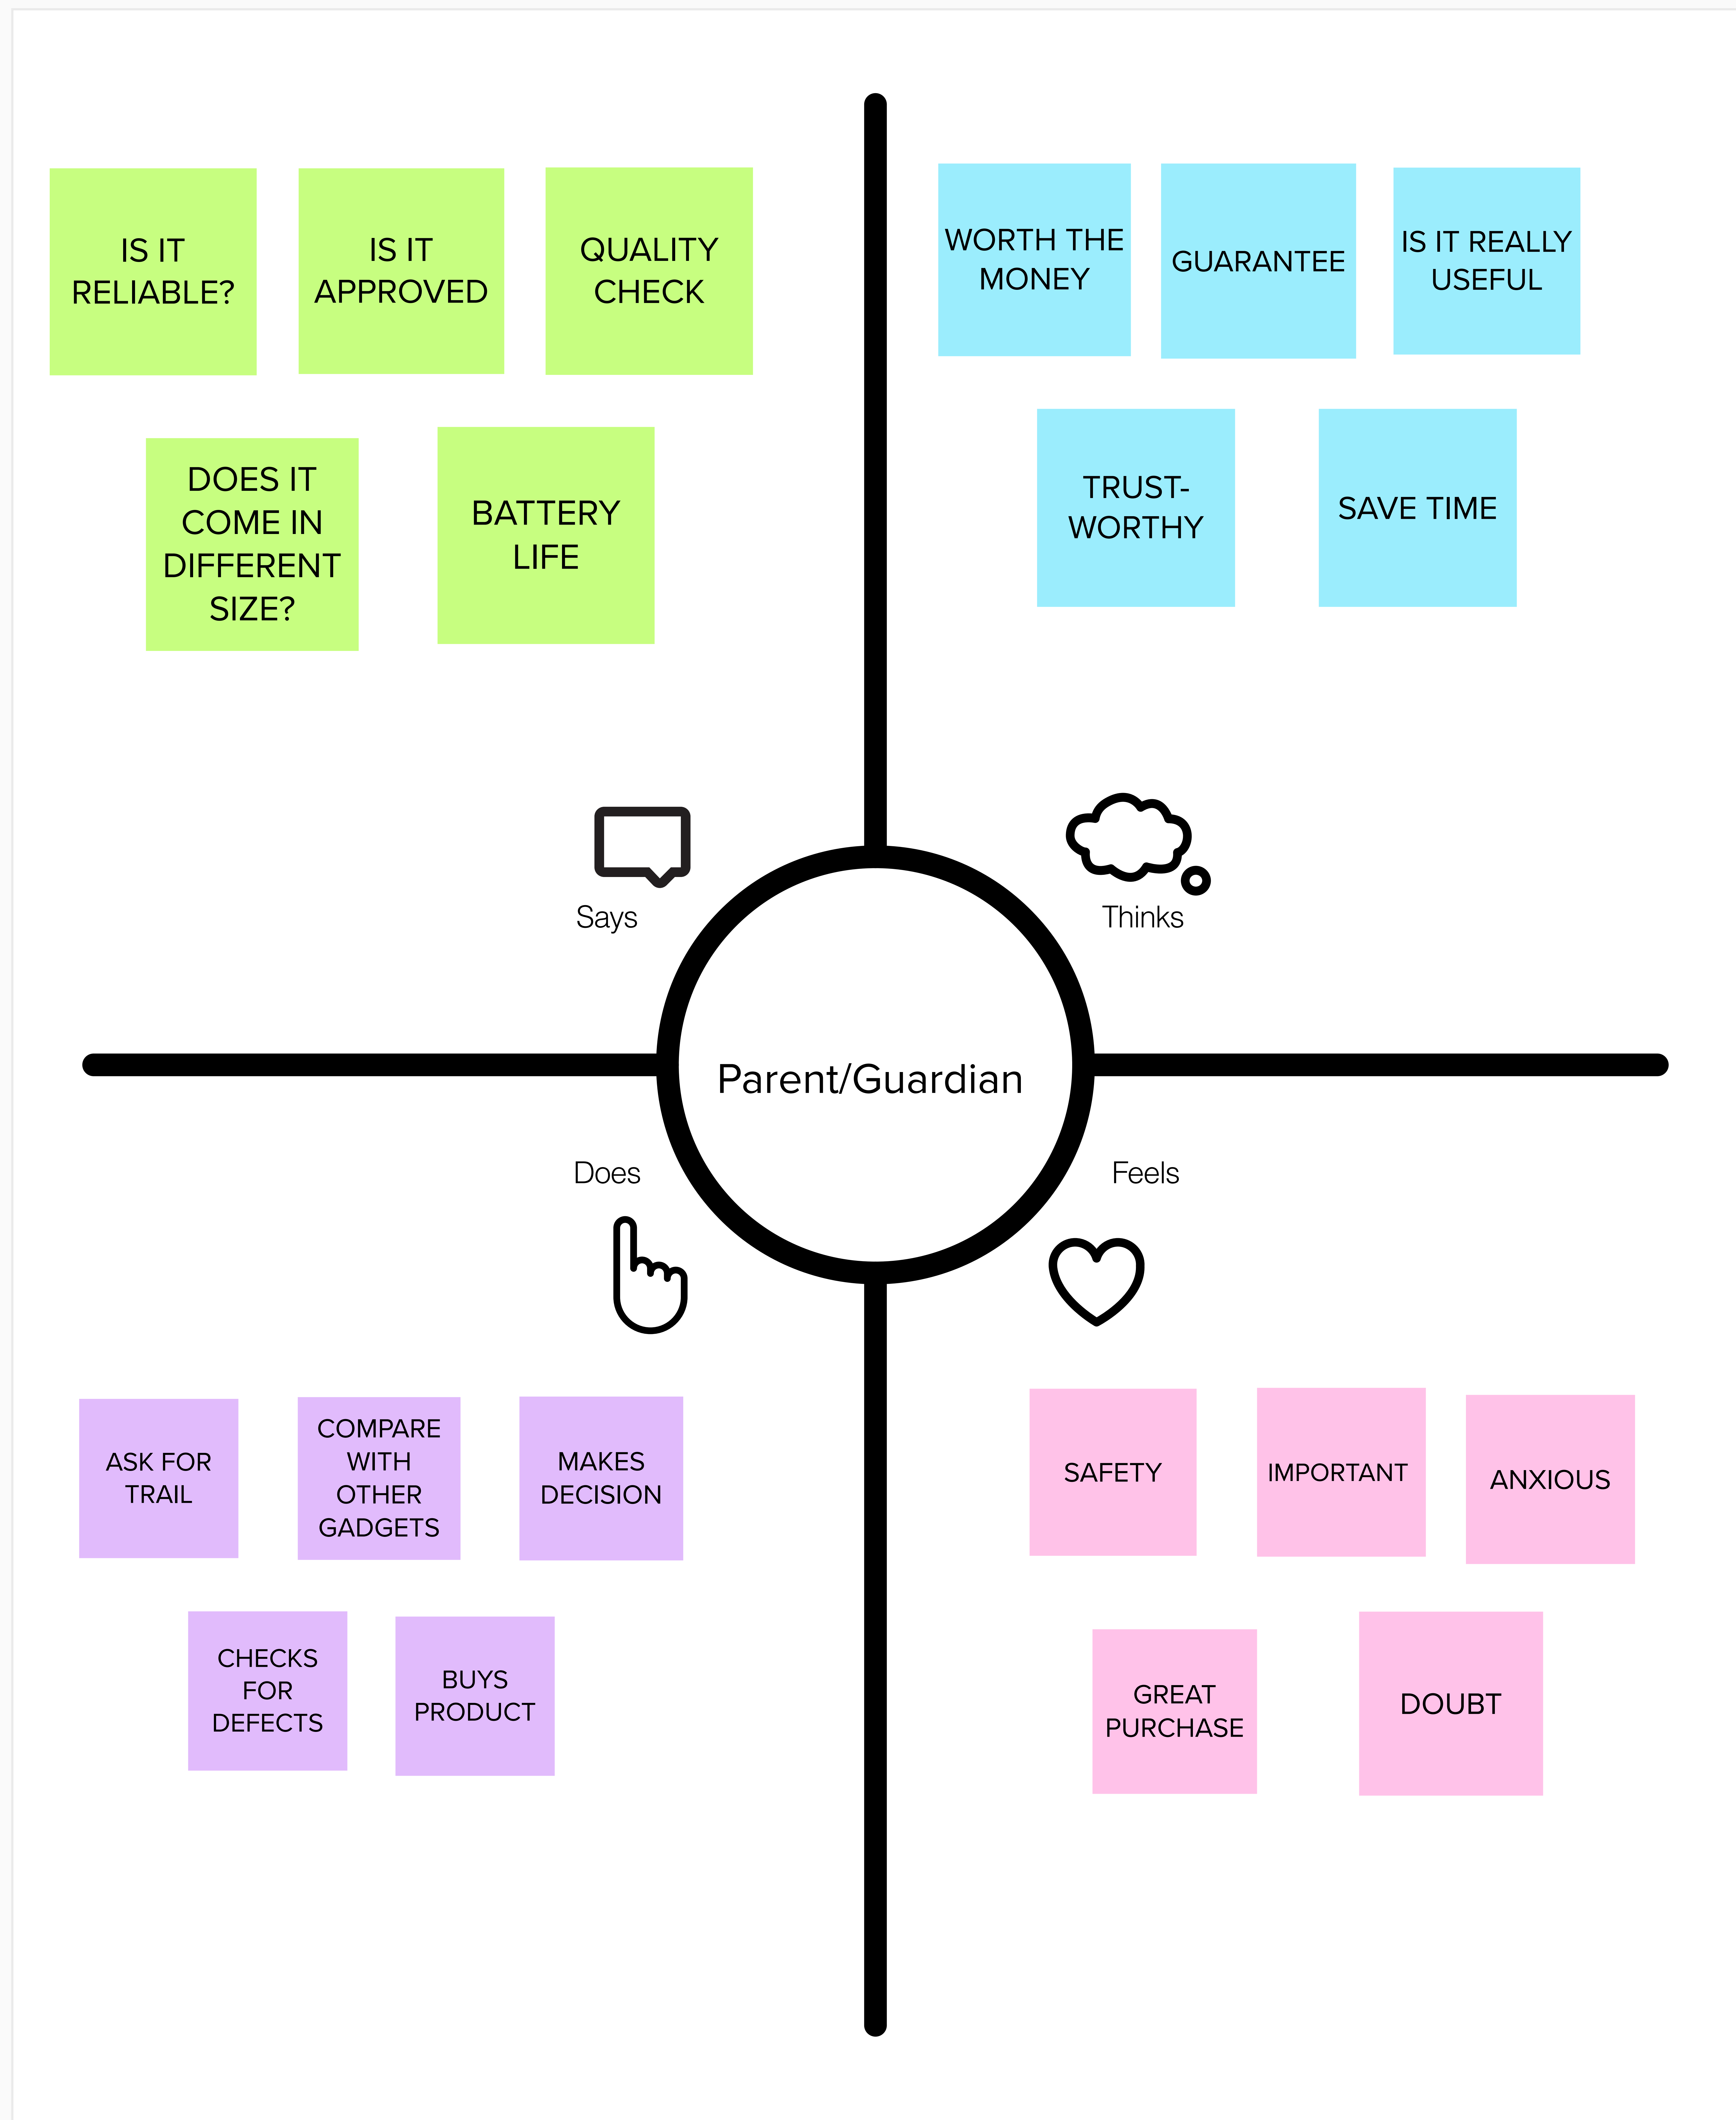 IS IT
RELIABLE?
IS IT
APPROVED
QUALITY
CHECK
DOES IT
COME IN
DIFFERENT
SIZE?
BATTERY
LIFE
WORTH THE
MONEY
GUARANTEE
IS IT REALLY
USEFUL
TRUST-
WORTHY
SAVE TIME
Says
Thinks
Parent/Guardian
Does
Feels
ASK FOR
TRAIL
COMPARE
WITH
OTHER
GADGETS
MAKES
DECISION
CHECKS
FOR
DEFECTS
BUYS
PRODUCT
SAFETY
IMPORTANT
ANXIOUS
GREAT
PURCHASE
DOUBT